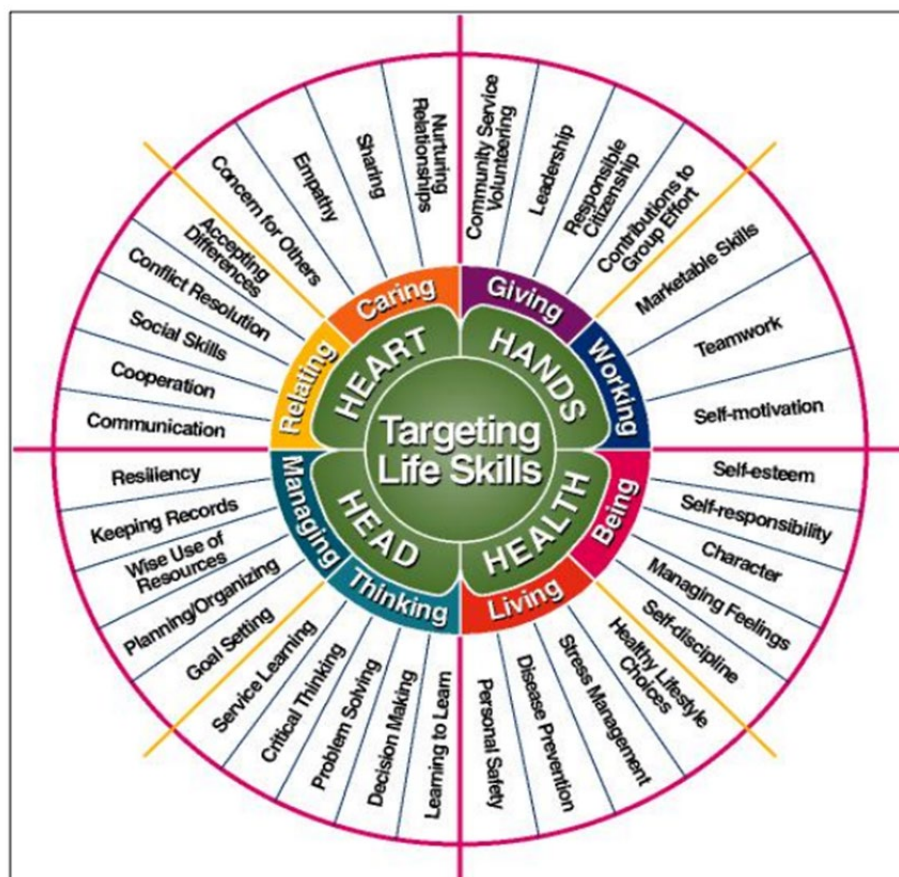 Targeting
Life Skills
HEART
HANDS
HEALTH
HEAD
Caring
Giving
Working
Being
Living
Thinking
Managing
Relating
Nurturing
Relationships
Sharing
Empathy
Concern for Others
Community Service
Volunteering
Leadership
Responsible
Citizenship
Contributions to
Group Effort
Marketable Skills
Teamwork
Self-motivation
Self-esteem
Self-responsibility
Character
Managing Feelings
Self-discipline
Healthy Lifestyle
Choices
Stress Management
Disease Prevention
Personal Safety
Learning to Learn
Decision Making
Problem Solving
Critical Thinking
Service Learning
Goal Setting
Planning/Organizing
Wise Use of
Resources
Keeping Records
Resiliency
Communication
Cooperation
Social Skills
Conflict Resolution
Accepting
Differences